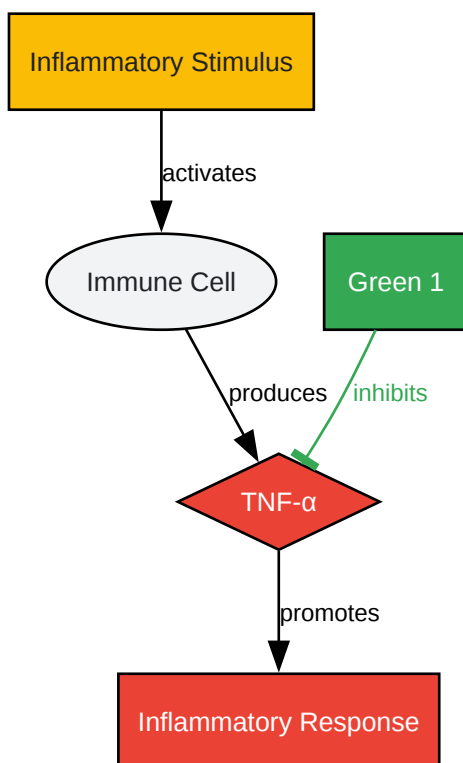 Inflammatory Stimulus
activates
Immune Cell
Green 1
produces
inhibits
TNF-α
promotes
Inflammatory Response